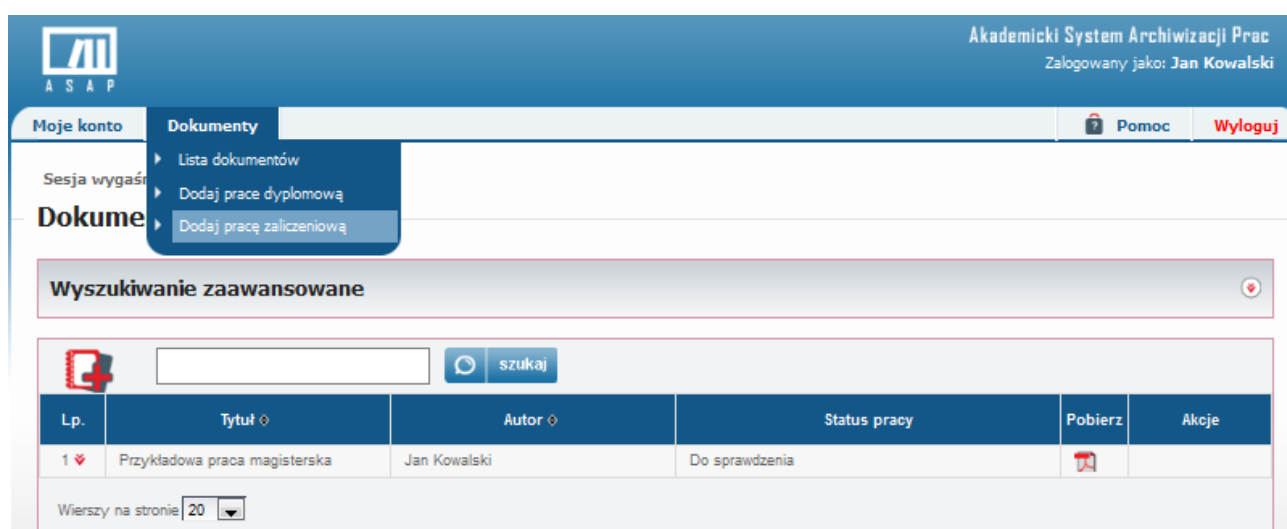 Akademicki System Archiwizacji Prac
Zalogowany jako: Jan Kowalski
ASAP
Moje konto Dokumenty Pomoc Wyloguj
Lista dokumentów
Sesja wygaś
Dodaj prace dyplomową
Dokume
Dodaj pracę zaliczeniową
Wyszukiwanie zaawansowane
szukaj
Lp. Tytuł Autor Status pracy Pobierz Akcje
1 Przykładowa praca magisterska Jan Kowalski Do sprawdzenia
Wierszy na stronie 20